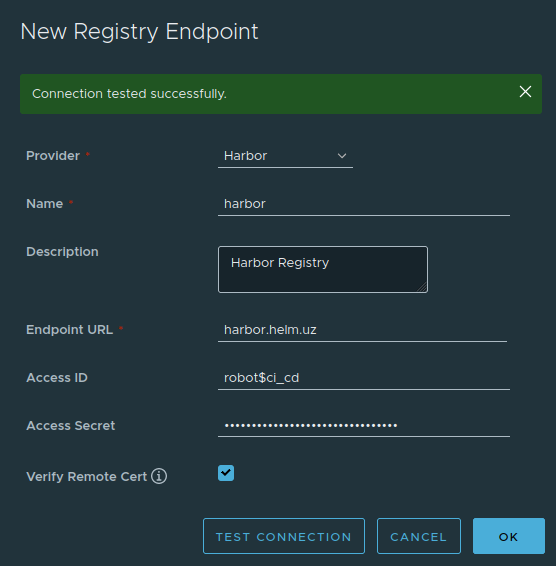 New Registry Endpoint
Connection tested successfully.
Provider * Harbor
Name * harbor
Description Harbor Registry
Endpoint URL * harbor.helm.uz
Access ID robot$ci_cd
Access Secret ••••••••••••••••••••••••••••••••
Verify Remote Cert
TEST CONNECTION CANCEL OK